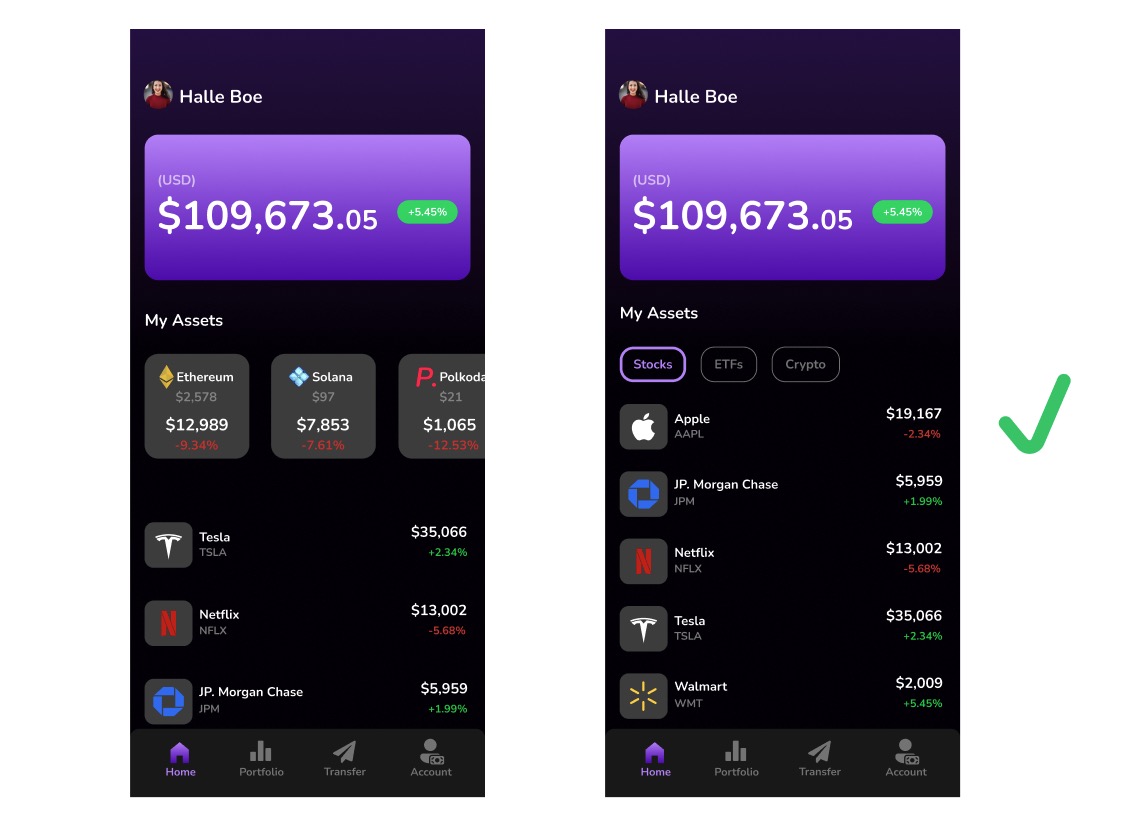 Halle Boe
(USD)
$109,673.05
+5.45%
My Assets
Ethereum
$2,578
$12,989
-9.34%
Solana
$97
$7,853
-7.61%
P. Polkoda
$21
$1,065
-12.53%
Tesla
TSLA
$35,066
+2.34%
Netflix
NFLX
$13,002
-5.68%
JP. Morgan Chase
JPM
$5,959
+1.99%
Home
Portfolio
Transfer
Account
Halle Boe
(USD)
$109,673.05
+5.45%
My Assets
Stocks
ETFs
Crypto
Apple
AAPL
$19,167
-2.34%
JP. Morgan Chase
JPM
$5,959
+1.99%
Netflix
NFLX
$13,002
-5.68%
Tesla
TSLA
$35,066
+2.34%
Walmart
WMT
$2,009
+5.45%
Home
Portfolio
Transfer
Account